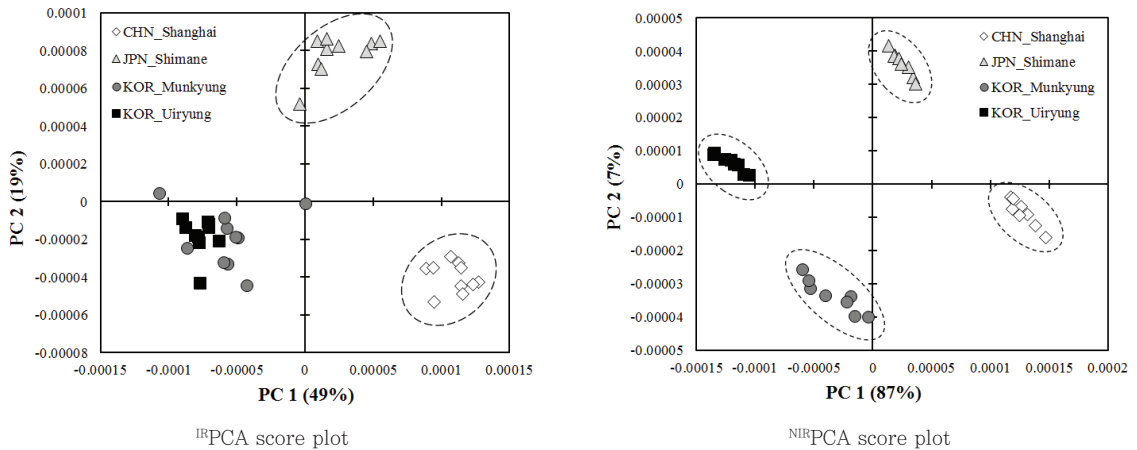 0.0001
0.00008
0.00006
0.00004
0.00002
0
-0.00002
-0.00004
-0.00006
-0.00008
PC 2 (19%)
CHN_Shanghai
JPN_Shimane
KOR_Munkyung
KOR_Uiryung
-0.00015 -0.0001 -0.00005 0 0.00005 0.0001 0.00015
PC 1 (49%)
IRPCA score plot
0.00005
0.00004
0.00003
0.00002
0.00001
0
-0.00001
-0.00002
-0.00003
-0.00004
-0.00005
PC 2 (7%)
CHN_Shanghai
JPN_Shimane
KOR_Munkyung
KOR_Uiryung
-0.00015 -0.0001 -0.00005 0 0.00005 0.0001 0.00015 0.0002
PC 1 (87%)
NIRPCA score plot